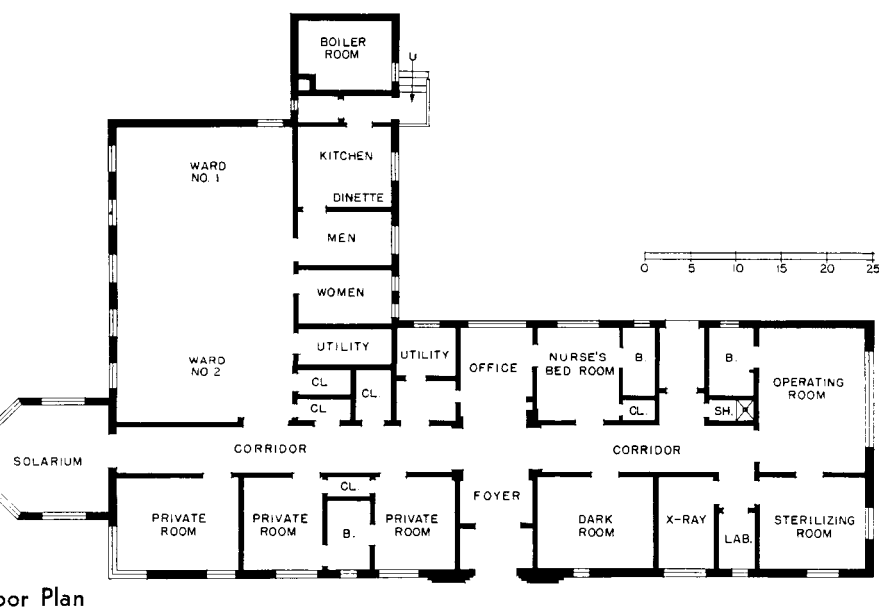 BOILER
ROOM
U
WARD
NO. 1
KITCHEN
DINETTE
MEN
0 5 10 15 20 25
WOMEN
WARD
NO 2
UTILITY
UTILITY
OFFICE
NURSE'S
BED ROOM
B.
B.
OPERATING
ROOM
CL
CL
CL.
CL.
SH.
SOLARIUM
CORRIDOR
CORRIDOR
CL.
FOYER
PRIVATE
ROOM
PRIVATE
ROOM
B.
PRIVATE
ROOM
DARK
ROOM
X-RAY
LAB.
STERILIZING
ROOM
oor Plan